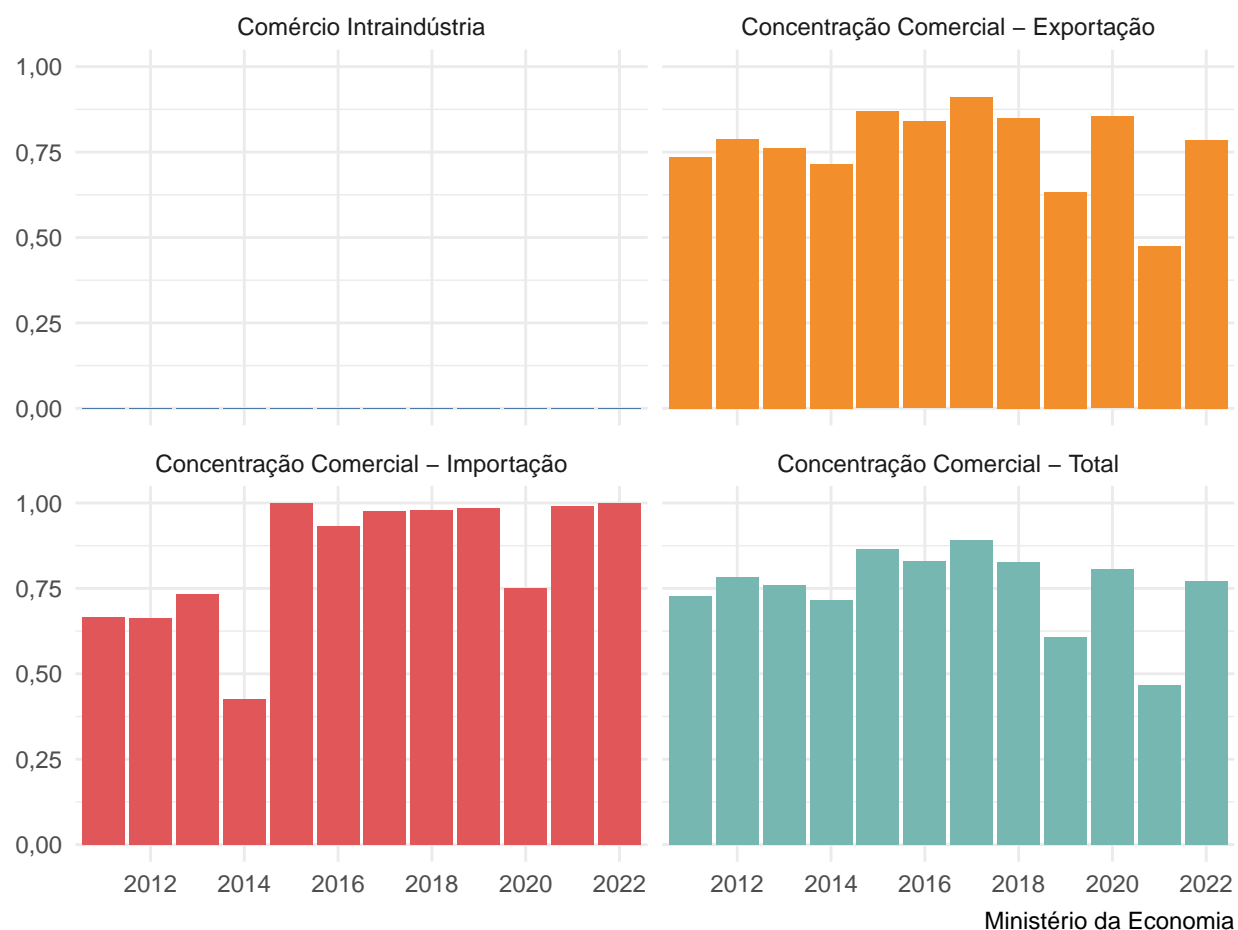 Comércio Intraindústria
Concentração Comercial – Exportação
1,00
0,75
0,50
0,25
0,00
Concentração Comercial – Importação
Concentração Comercial – Total
1,00
0,75
0,50
0,25
0,00
2012 2014 2016 2018 2020 2022
2012 2014 2016 2018 2020 2022
Ministério da Economia